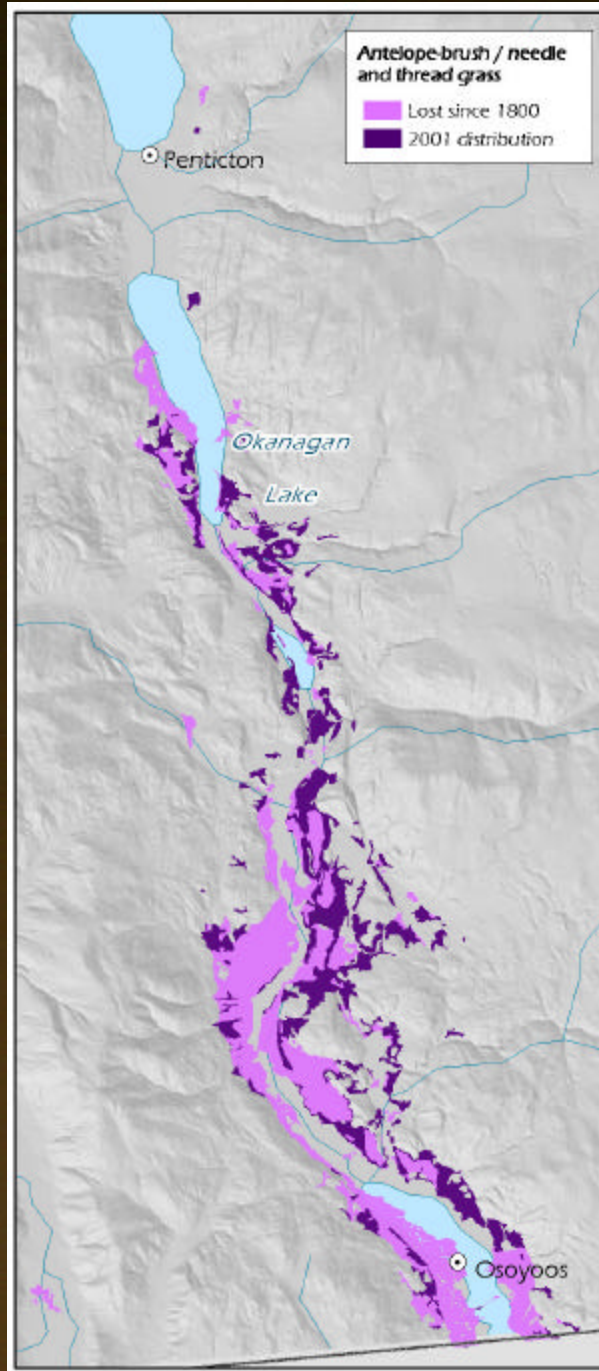 Antelope-brush / needle
and thread grass
Lost since 1800
2001 distribution
Penticton
Okanagan
Lake
Osoyoos